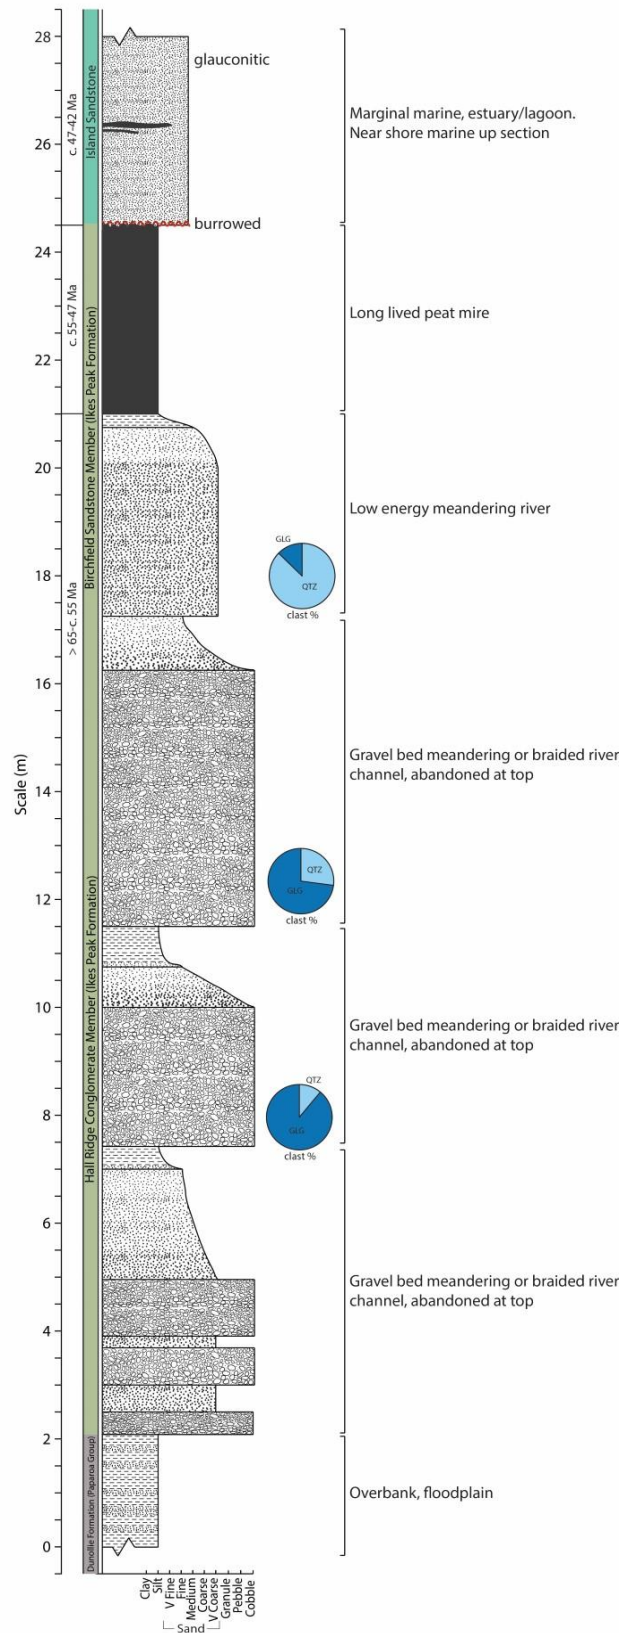 28
26
24
22
20
18
16
14
12
10
8
6
4
2
0
Scale (m)
c. 47-42 Ma
c. 55-47 Ma
> 65-c. 55 Ma
Island Sandstone
Birchfield Sandstone Member (Ikes Peak Formation)
Hall Ridge Conglomerate Member (Ikes Peak Formation)
Dunollie Formation (Paparoa Group)
glauconitic
burrowed
Marginal marine, estuary/lagoon.
Near shore marine up section
Long lived peat mire
Low energy meandering river
GLG
QTZ
clast %
Gravel bed meandering or braided river
channel, abandoned at top
QTZ
GLG
clast %
Gravel bed meandering or braided river
channel, abandoned at top
QTZ
GLG
clast %
Gravel bed meandering or braided river
channel, abandoned at top
Overbank, floodplain
Clay
Silt
V Fine
Fine
Medium
Coarse
V Coarse
Granule
Pebble
Cobble
Sand